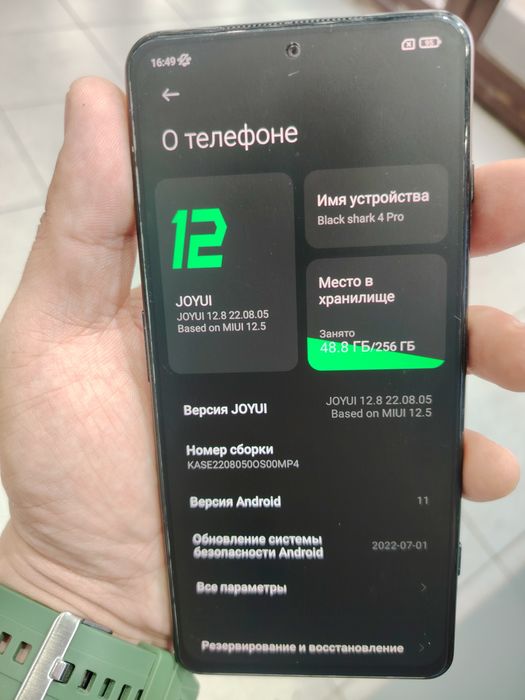 16:49
95
О телефоне
12
JOYUI
JOYUI 12.8 22.08.05
Based on MIUI 12.5
Имя устройства
Black shark 4 Pro
Место в
хранилище
Занято
48.8 ГБ/256 ГБ
Версия JOYUI
JOYUI 12.8 22.08.05
Based on MIUI 12.5
Номер сборки
KASE2208050OS00MP4
Версия Android
11
Обновление системы
безопасности Android
2022-07-01
Все параметры
Резервирование и восстановление